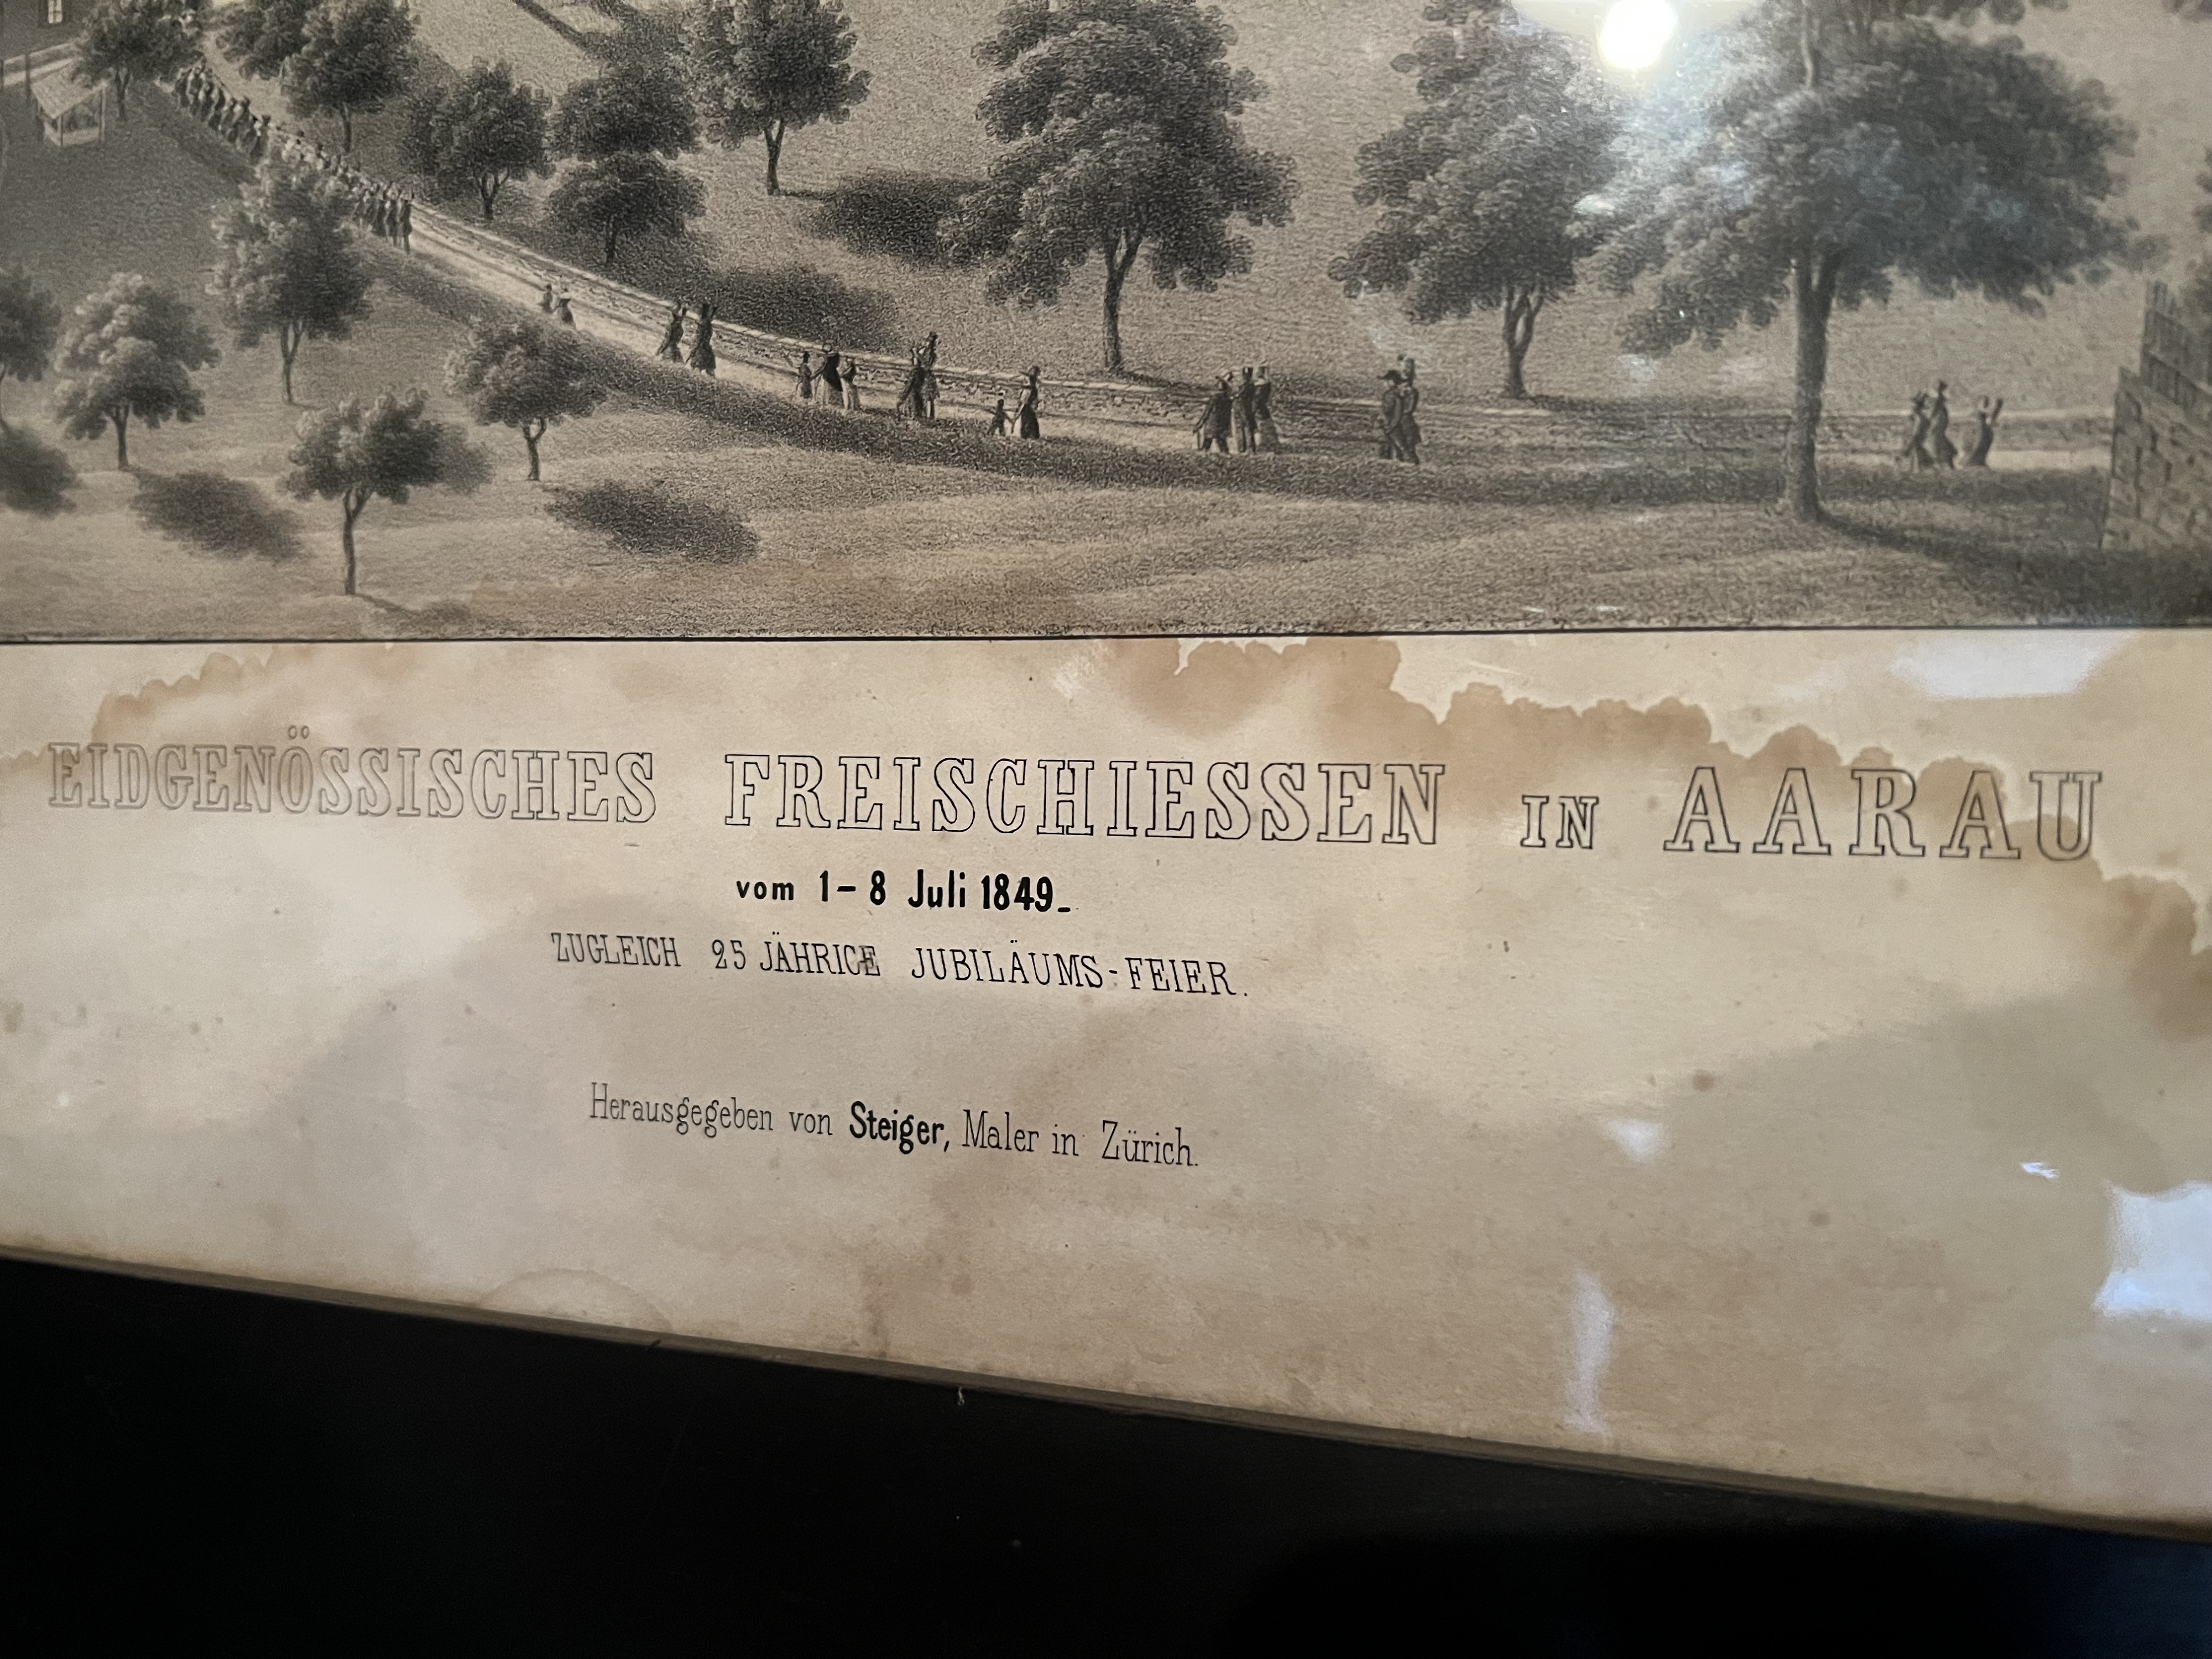 EIDGENÖSSISCHES FREISCHIESSEN IN AARAU
vom 1-8 Juli 1849_
ZUGLEICH 25 JÄHRIGE JUBILÄUMS-FEIER.
Herausgegeben von Steiger, Maler in Zürich.